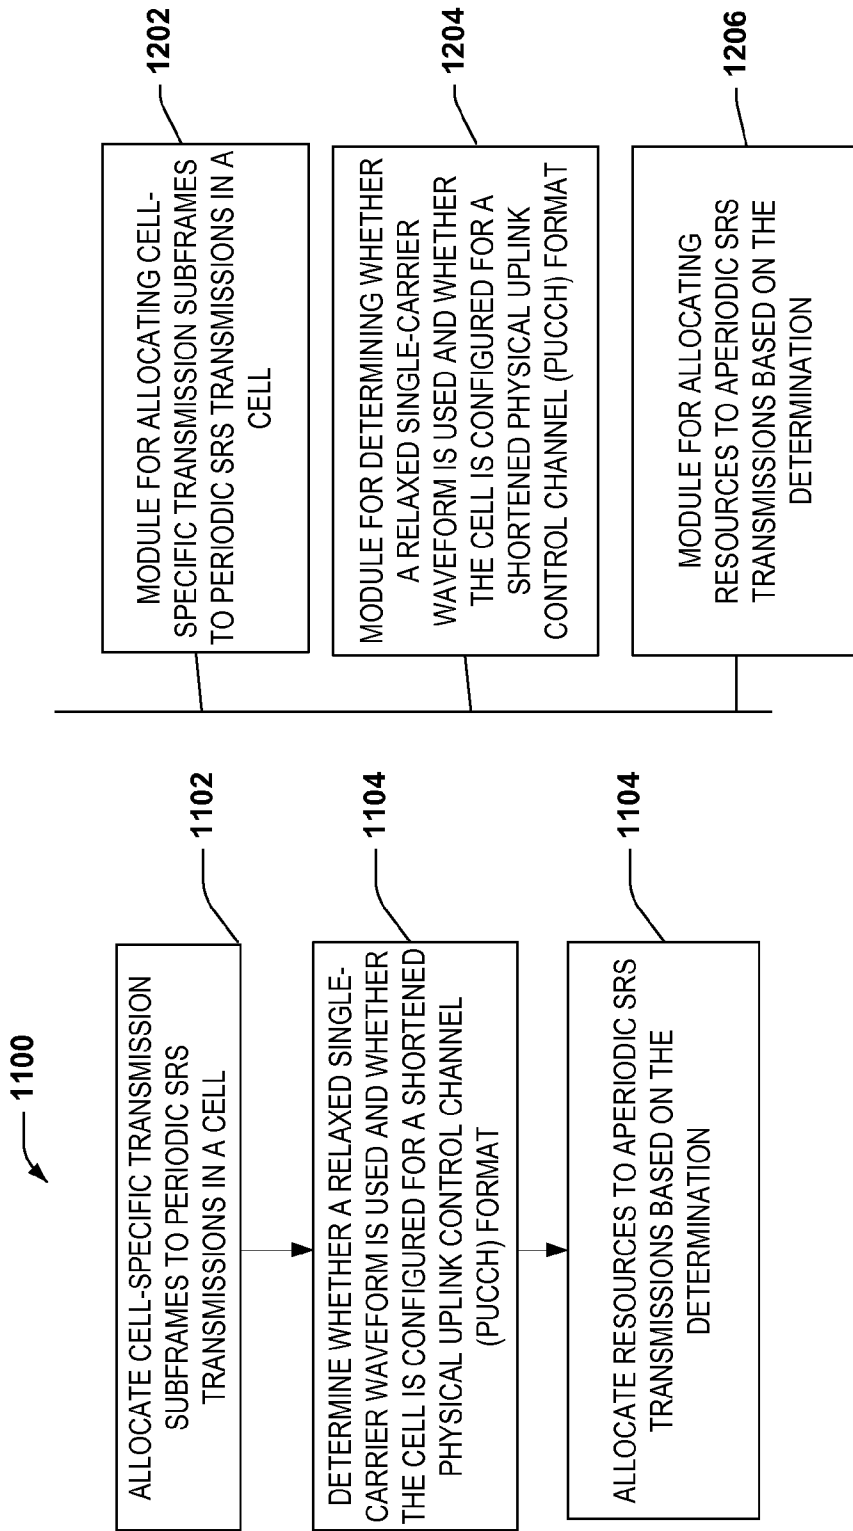 1100
ALLOCATE CELL-SPECIFIC TRANSMISSION
SUBFRAMES TO PERIODIC SRS
TRANSMISSIONS IN A CELL
1102
DETERMINE WHETHER A RELAXED SINGLE-
CARRIER WAVEFORM IS USED AND WHETHER
THE CELL IS CONFIGURED FOR A SHORTENED
PHYSICAL UPLINK CONTROL CHANNEL
(PUCCH) FORMAT
1104
ALLOCATE RESOURCES TO APERIODIC SRS
TRANSMISSIONS BASED ON THE
DETERMINATION
1104
MODULE FOR ALLOCATING CELL-
SPECIFIC TRANSMISSION SUBFRAMES
TO PERIODIC SRS TRANSMISSIONS IN A
CELL
1202
MODULE FOR DETERMINING WHETHER
A RELAXED SINGLE-CARRIER
WAVEFORM IS USED AND WHETHER
THE CELL IS CONFIGURED FOR A
SHORTENED PHYSICAL UPLINK
CONTROL CHANNEL (PUCCH) FORMAT
1204
MODULE FOR ALLOCATING
RESOURCES TO APERIODIC SRS
TRANSMISSIONS BASED ON THE
DETERMINATION
1206